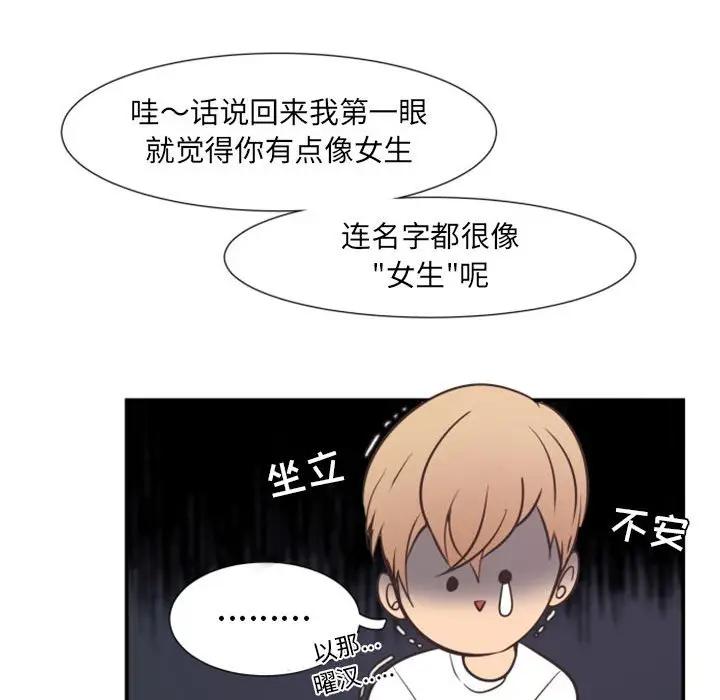 哇～话说回来我第一眼
就觉得你有点像女生
连名字都很像
"女生"呢
坐立
不安
………
以那…
曜汉……